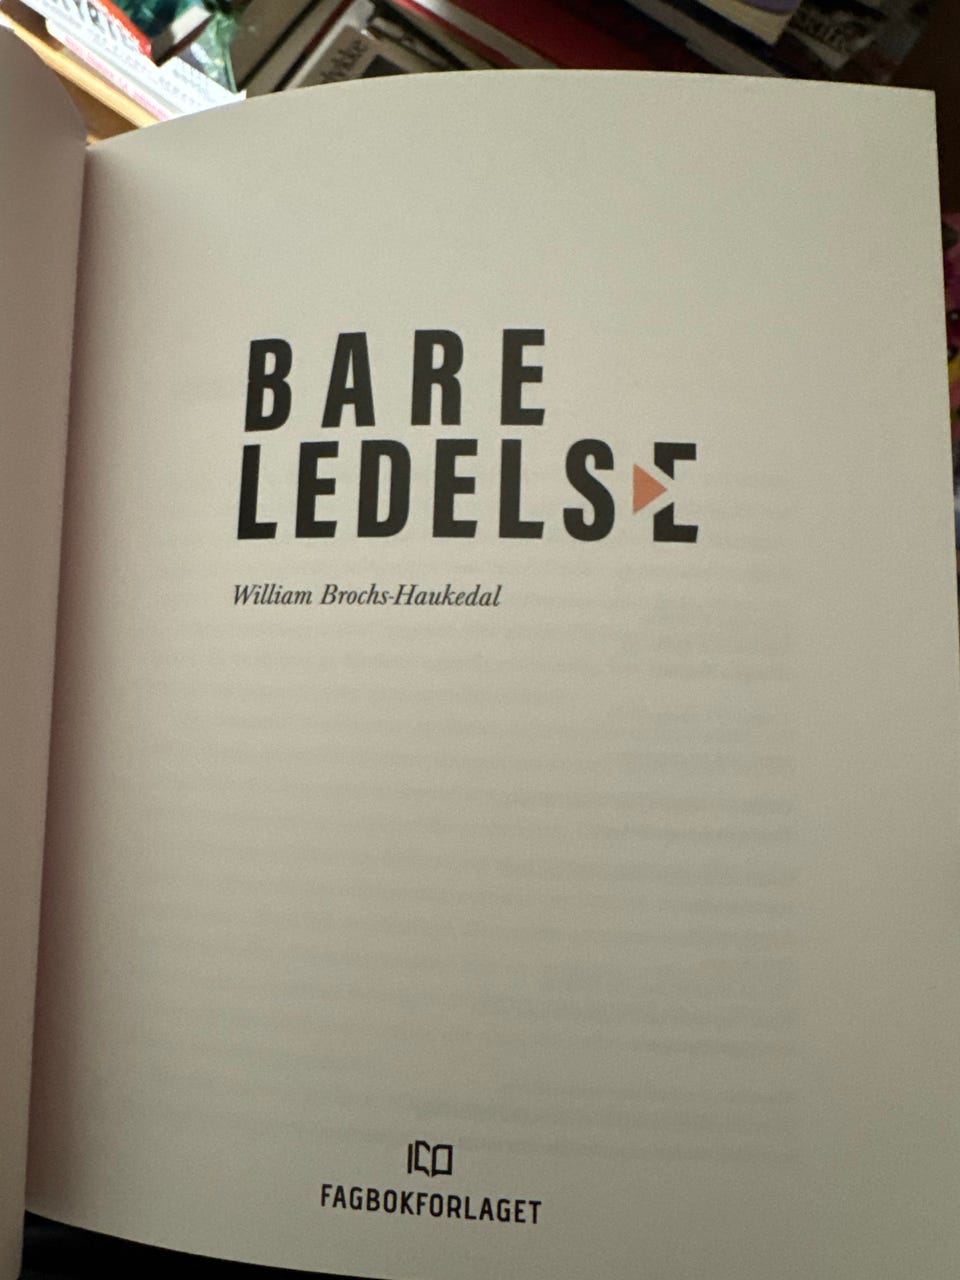 BARE
LEDELSE
William Brochs-Haukedal
FAGBOKFORLAGET